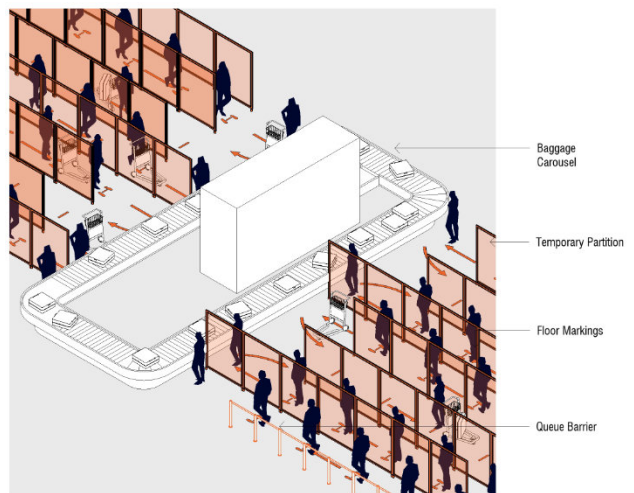 Baggage
Carousel
Temporary Partition
Floor Markings
Queue Barrier